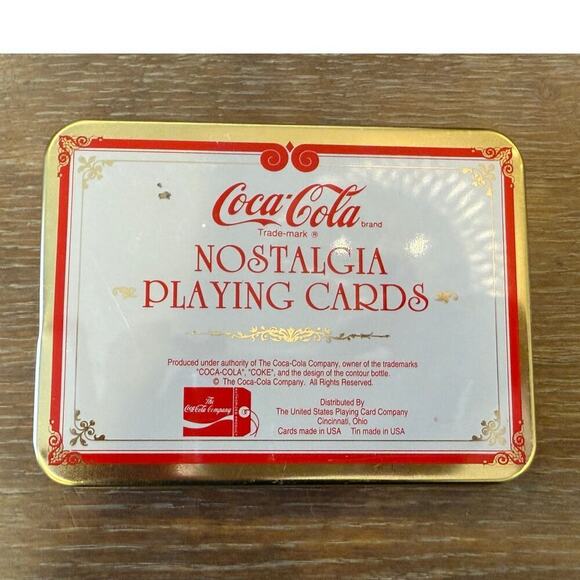 Coca-Cola brand
Trade-mark ®
NOSTALGIA
PLAYING CARDS
Produced under authority of The Coca-Cola Company, owner of the trademarks
"COCA-COLA", "COKE", and the design of the contour bottle.
© The Coca-Cola Company. All Rights Reserved.
The
Coca-Cola Company
Distributed By
The United States Playing Card Company
Cincinnati, Ohio
Cards made in USA Tin made in USA